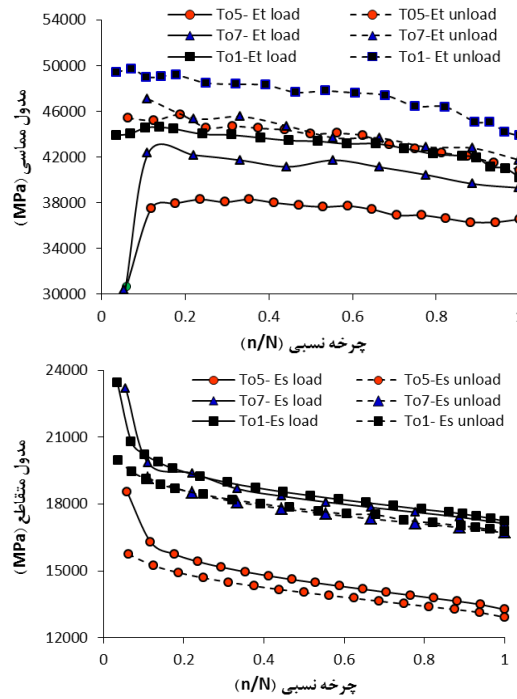 To5- Et load
T05-Et unload
To7- Et load
To7-Et unload
To1-Et load
To1- Et unload
54000
50000
46000
42000
38000
34000
30000
مدول مماسی (MPa)
0 0.2 0.4 0.6 0.8 1
چرخه نسبی (n/N)
To5- Es load
To5-Es unload
To7- Es load
To7-Es unload
To1-Es load
To1- Es unload
24000
21000
18000
15000
12000
مدول متقاطع (MPa)
0 0.2 0.4 0.6 0.8 1
چرخه نسبی (n/N)